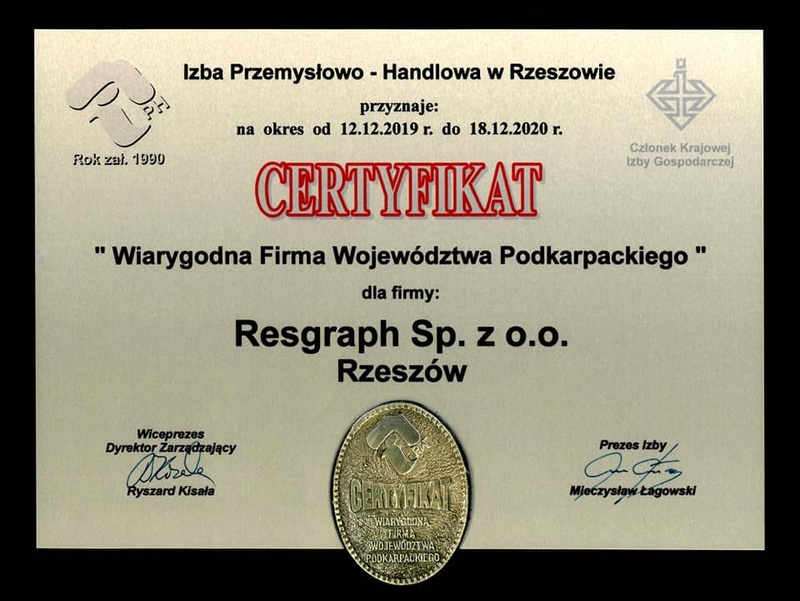 Izba Przemysłowo - Handlowa w Rzeszowie
przyznaje:
na okres od 12.12.2019 r. do 18.12.2020 r.
IPH
Rok zał. 1990
Członek Krajowej
Izby Gospodarczej
CERTYFIKAT
" Wiarygodna Firma Województwa Podkarpackiego "
dla firmy:
Resgraph Sp. z o.o.
Rzeszów
Wiceprezes
Dyrektor Zarządzający
Ryszard Kisała
Prezes Izby
Mieczysław Łagowski
CERTYFIKAT
WIARYGODNA
FIRMA
WOJEWÓDZTWA
PODKARPACKIEGO